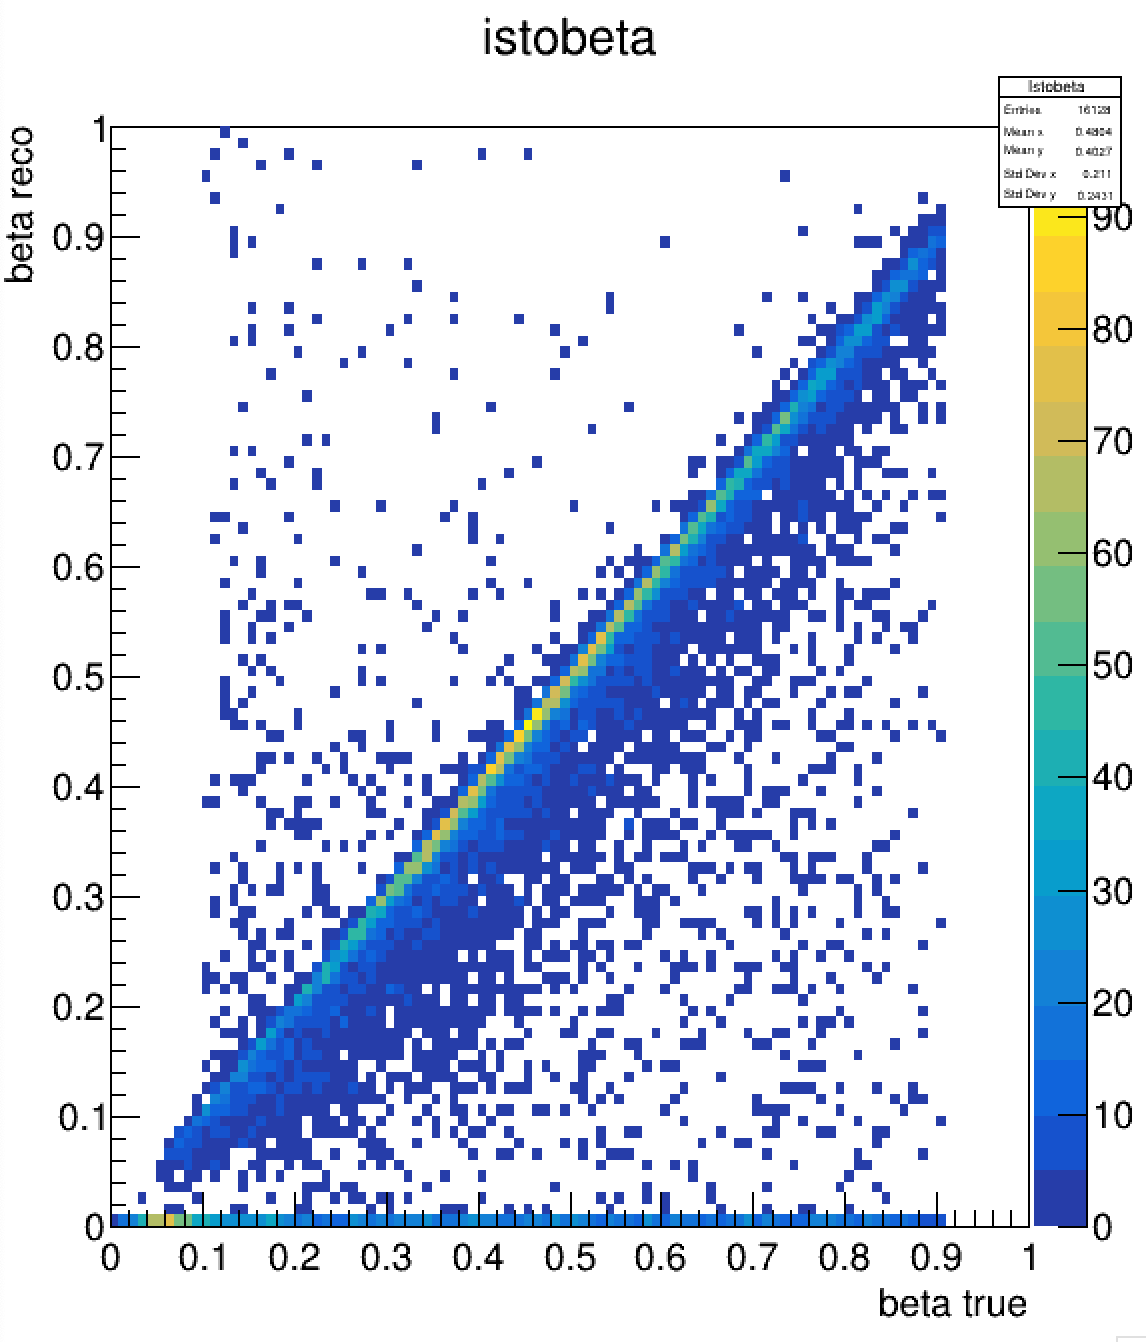 istobeta
Istobeta
Entries 16128
Mean x 0.4804
Mean y 0.4027
Std Dev x 0.211
Std Dev y 0.2431
beta reco
1
0.9
0.8
0.7
0.6
0.5
0.4
0.3
0.2
0.1
0
0 0.1 0.2 0.3 0.4 0.5 0.6 0.7 0.8 0.9 1
beta true
90
80
70
60
50
40
30
20
10
0